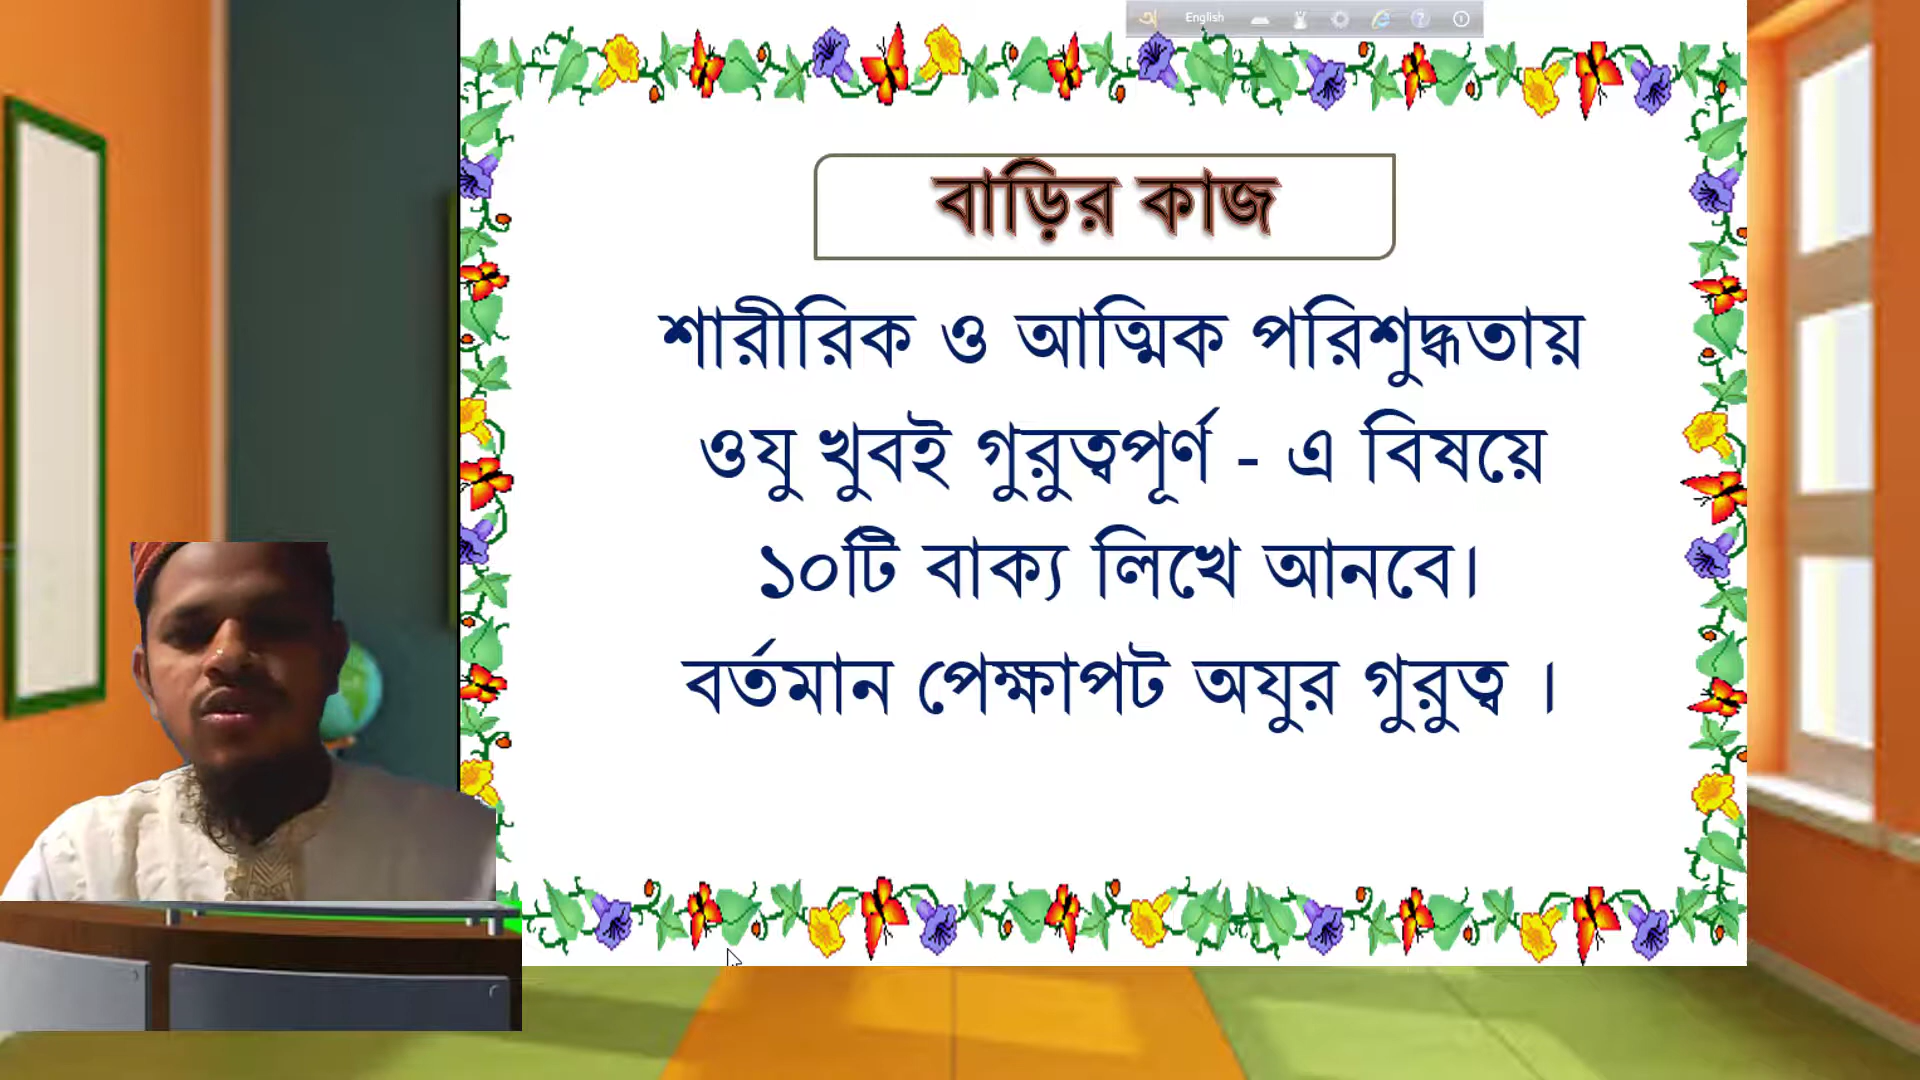 অ English
বাড়ির কাজ
শারীরিক ও আত্মিক পরিশুদ্ধতায়
ওযু খুবই গুরুত্বপূর্ণ - এ বিষয়ে
১০টি বাক্য লিখে আনবে।
বর্তমান পেক্ষাপট অযুর গুরুত্ব ।